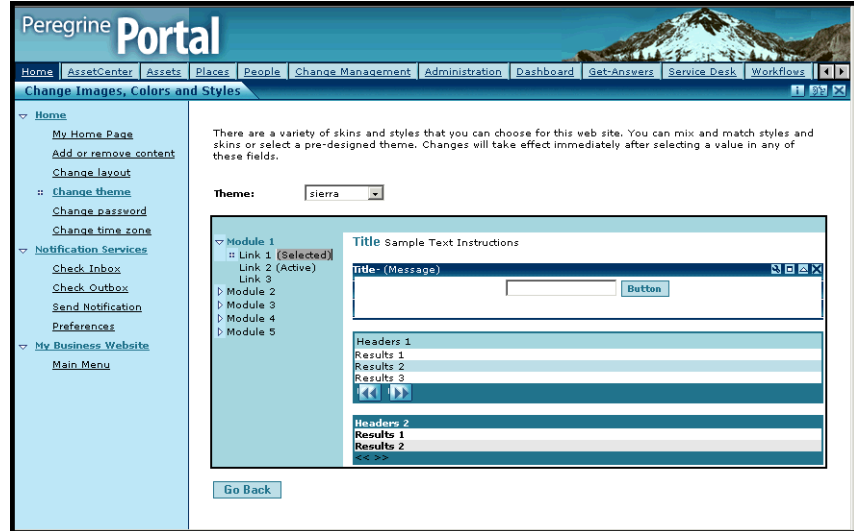 Peregrine Portal
Home AssetCenter Assets Places People Change Management Administration Dashboard Get-Answers Service Desk Workflows
Change Images, Colors and Styles
Home
My Home Page
Add or remove content
Change layout
Change theme
Change password
Change time zone
Notification Services
Check Inbox
Check Outbox
Send Notification
Preferences
My Business Website
Main Menu
There are a variety of skins and styles that you can choose for this web site. You can mix and match styles and
skins or select a pre-designed theme. Changes will take effect immediately after selecting a value in any of
these fields.
Theme: sierra
Module 1
Link 1 (Selected)
Link 2 (Active)
Link 3
Module 2
Module 3
Module 4
Module 5
Title Sample Text Instructions
Title- (Message)
Button
Headers 1
Results 1
Results 2
Results 3
Headers 2
Results 1
Results 2
<< >>
Go Back